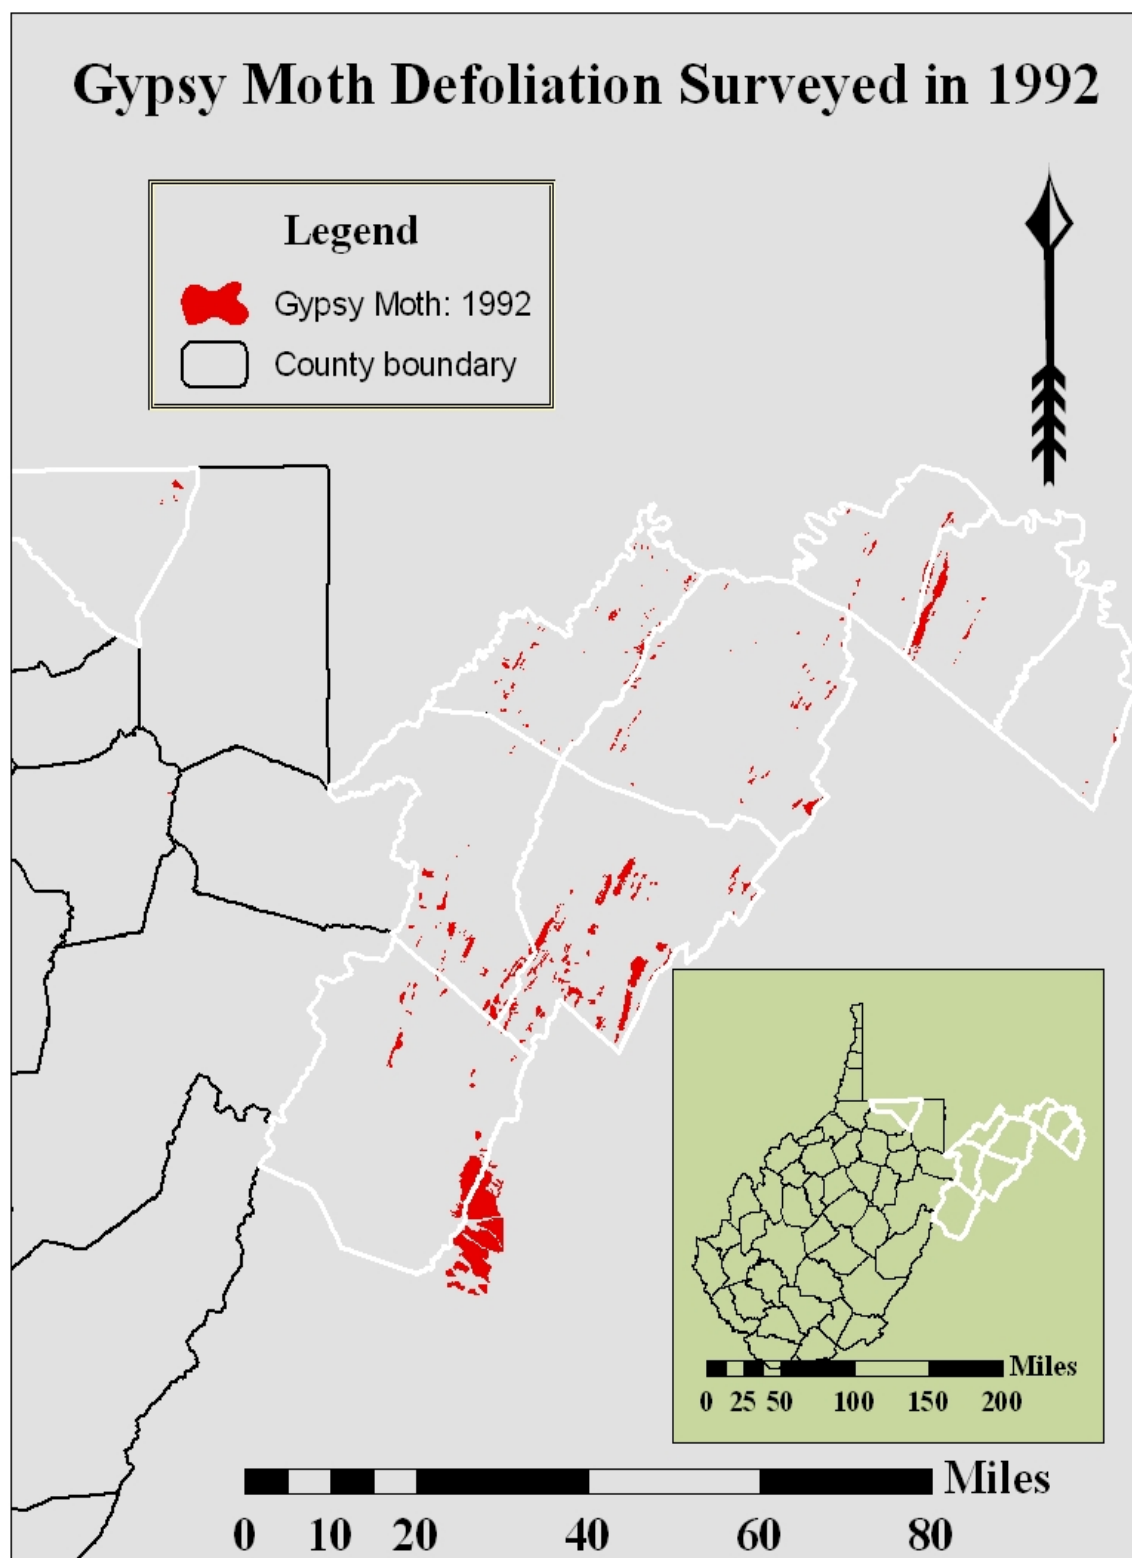 Gypsy Moth Defoliation Surveyed in 1992
Legend
Gypsy Moth: 1992
County boundary
Miles
0 25 50 100 150 200
Miles
0 10 20 40 60 80